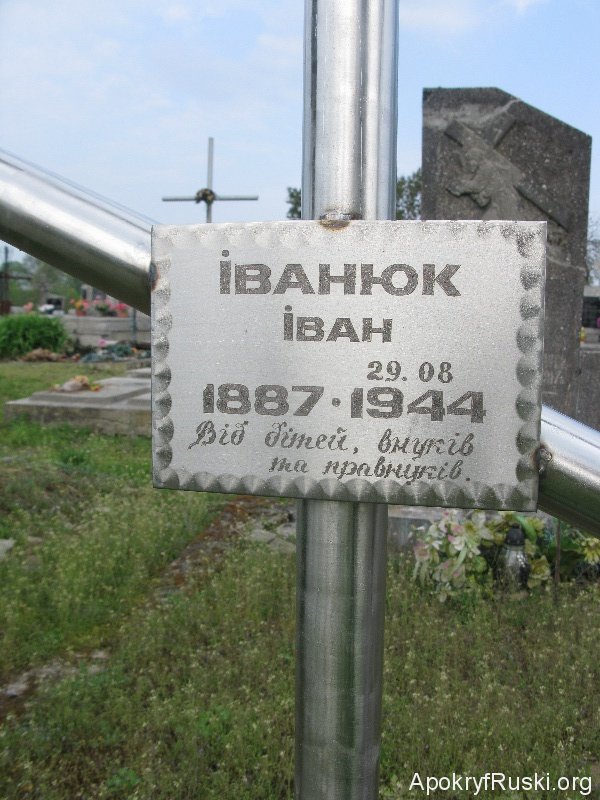 ІВАНЮК
ІВАН
29.08
1887·1944
Від дітей, внуків
та правнуків.
ApokryfRuski.org